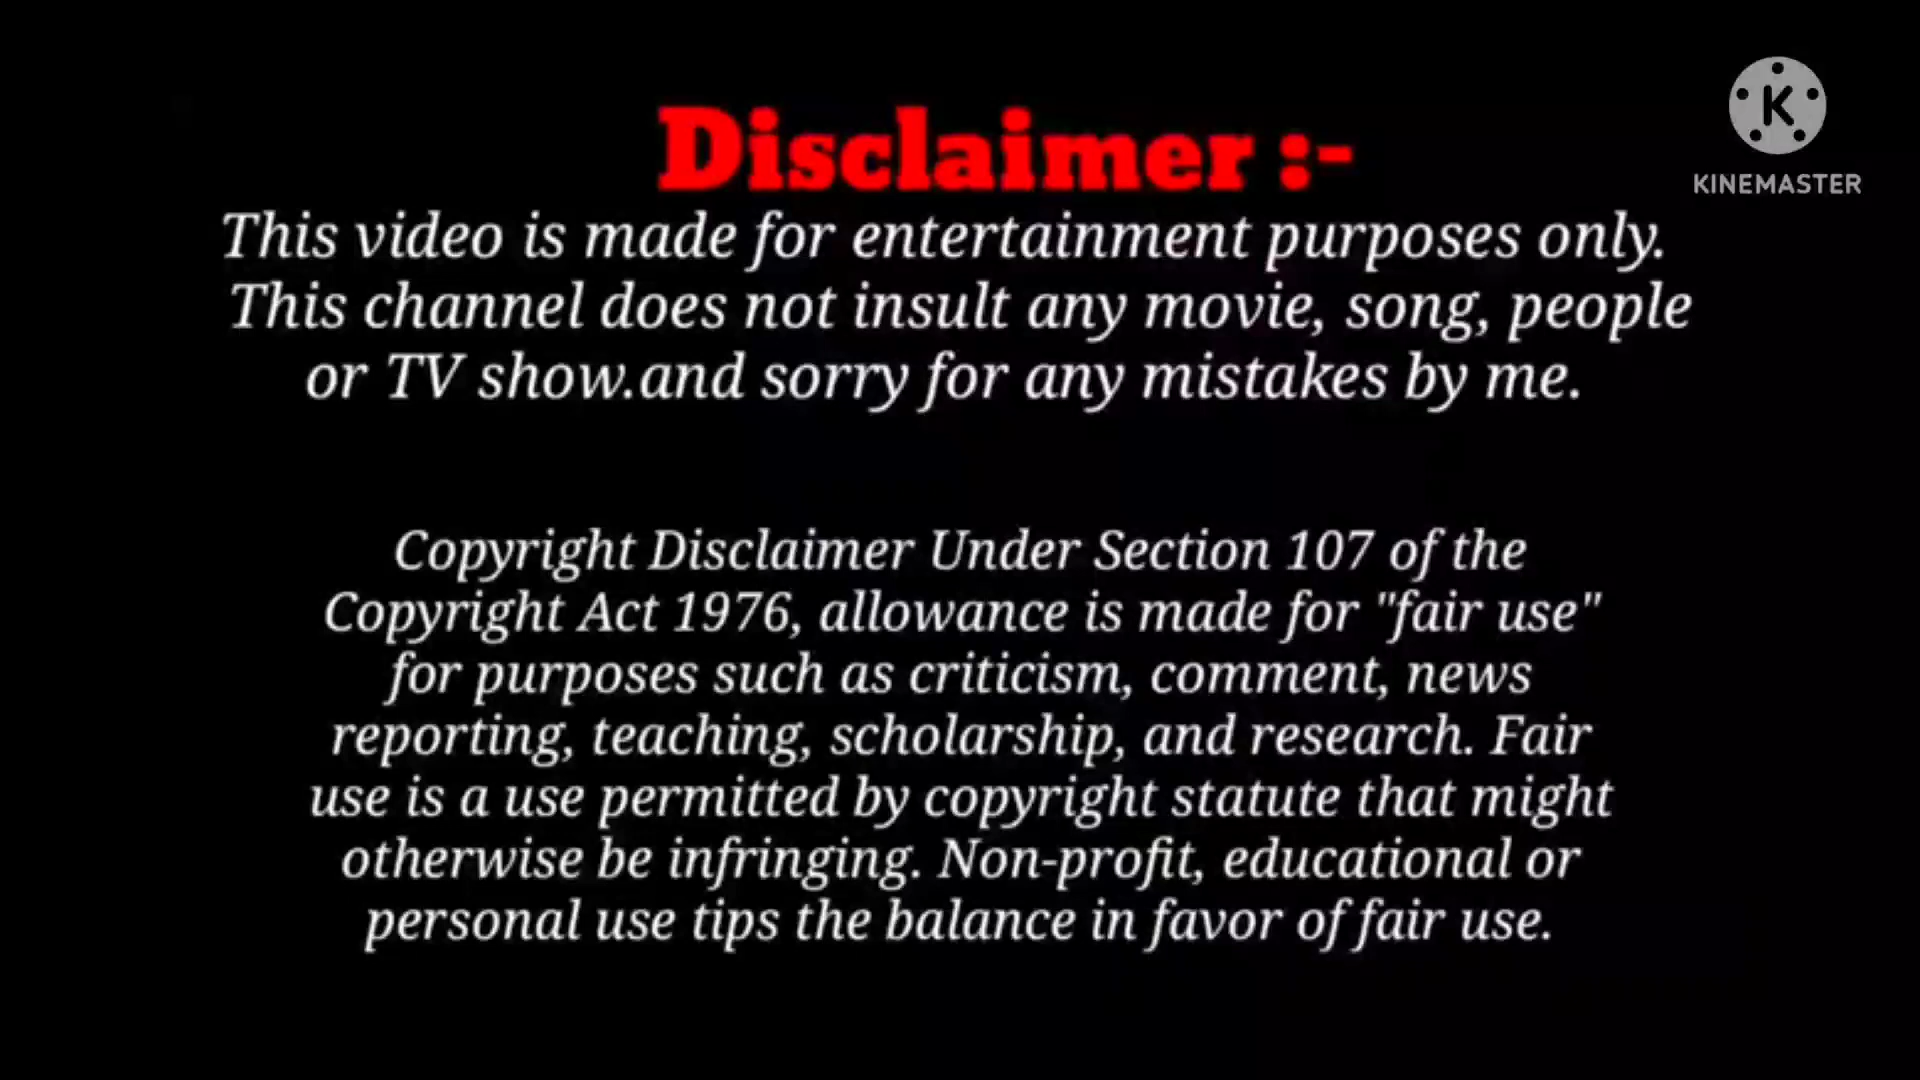 Disclaimer :-
K
KINEMASTER
This video is made for entertainment purposes only.
This channel does not insult any movie, song, people
or TV show.and sorry for any mistakes by me.
Copyright Disclaimer Under Section 107 of the
Copyright Act 1976, allowance is made for "fair use"
for purposes such as criticism, comment, news
reporting, teaching, scholarship, and research. Fair
use is a use permitted by copyright statute that might
otherwise be infringing. Non-profit, educational or
personal use tips the balance in favor of fair use.